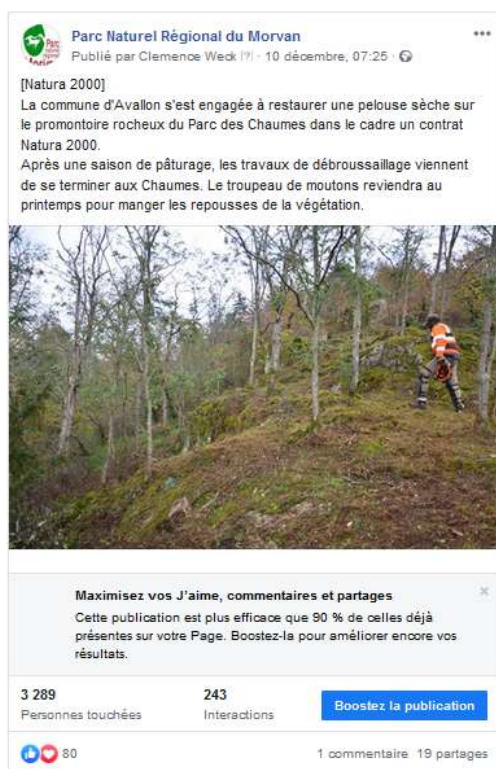 Parc Naturel Régional du Morvan
Publié par Clemence Weck [?] · 10 décembre, 07:25 ·
[Natura 2000]
La commune d'Avallon s'est engagée à restaurer une pelouse sèche sur
le promontoire rocheux du Parc des Chaumes dans le cadre un contrat
Natura 2000.
Après une saison de pâturage, les travaux de débroussaillage viennent
de se terminer aux Chaumes. Le troupeau de moutons reviendra au
printemps pour manger les repousses de la végétation.
Maximisez vos J'aime, commentaires et partages
Cette publication est plus efficace que 90 % de celles déjà
présentes sur votre Page. Boostez-la pour améliorer encore vos
résultats.
3 289
Personnes touchées
243
Interactions
Boostez la publication
80
1 commentaire 19 partages